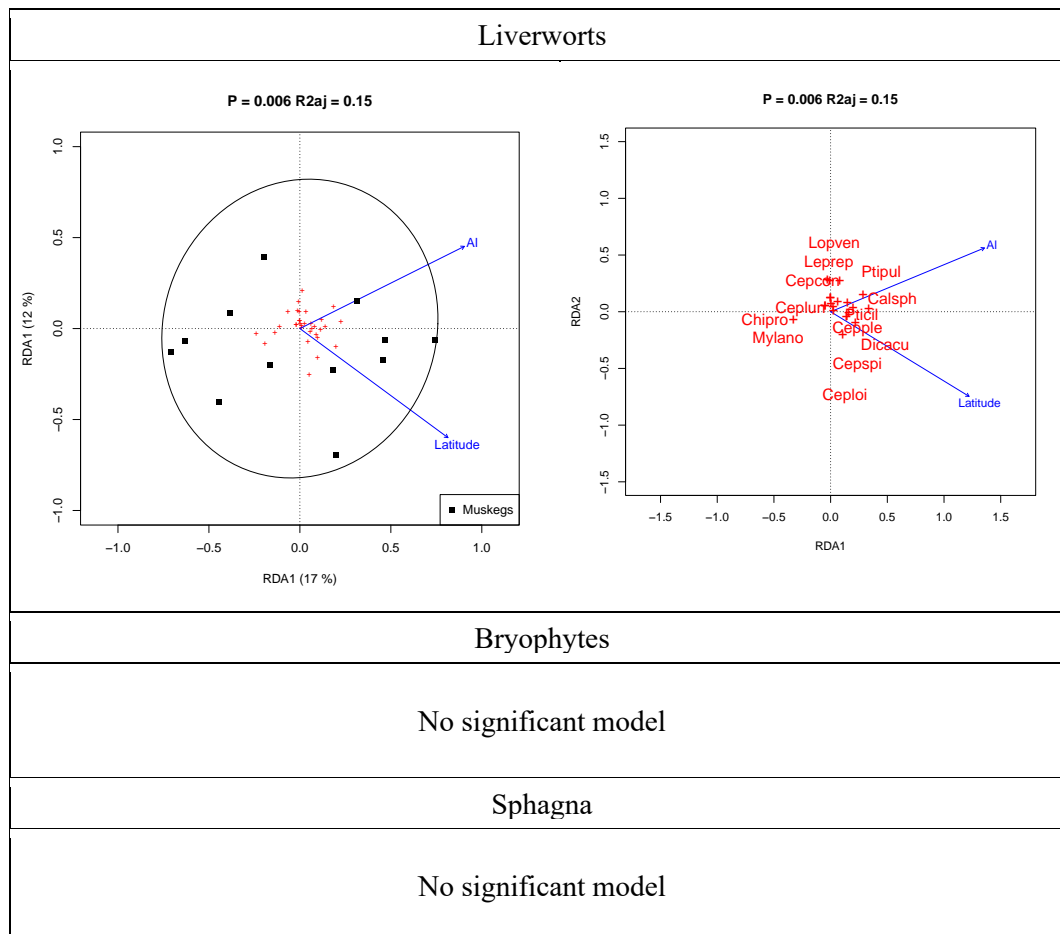 Liverworts
P = 0.006 R2aj = 0.15
RDA1 (12 %)
1.0
0.5
0.0
−0.5
−1.0
AI
Latitude
Muskegs
−1.0 −0.5 0.0 0.5 1.0
RDA1 (17 %)
P = 0.006 R2aj = 0.15
RDA2
1.5
1.0
0.5
0.0
−0.5
−1.0
−1.5
Lopven
Leprep
Ptipul
Cepcon
Calsph
Ceplun
Chipro
Pticil
Cepple
Mylano
Dicacu
Cepspi
Ceploi
AI
Latitude
−1.5 −1.0 −0.5 0.0 0.5 1.0 1.5
RDA1
Bryophytes
No significant model
Sphagna
No significant model